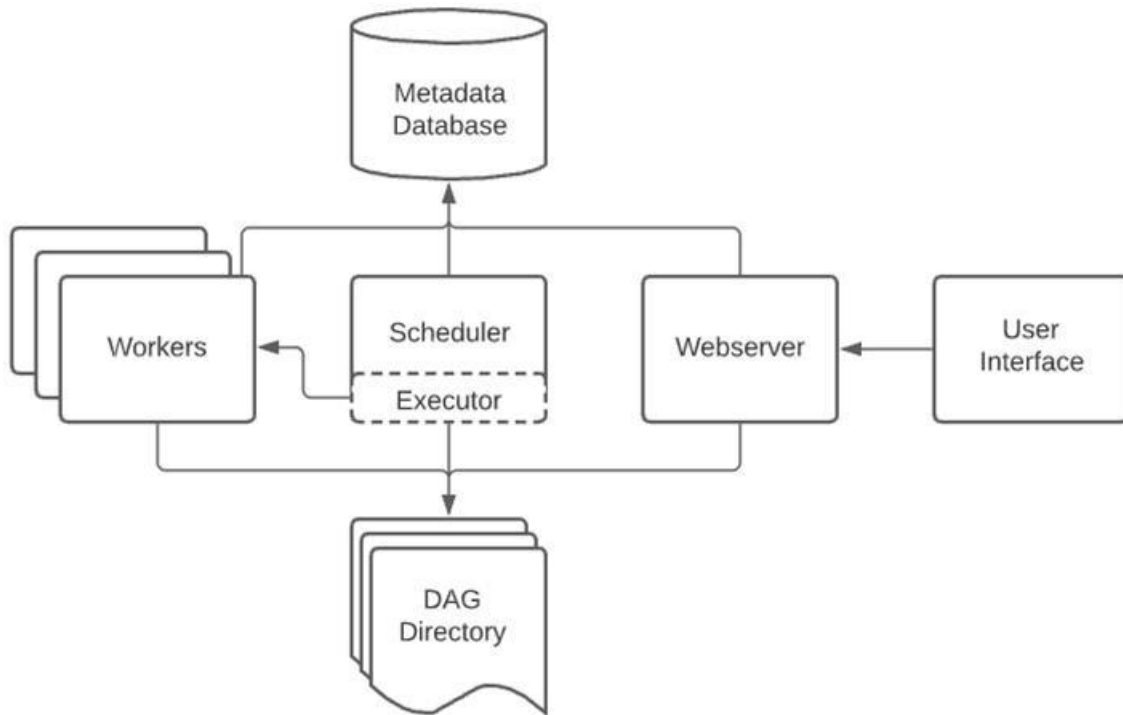 Metadata
Database
Workers
Scheduler
Executor
Webserver
User
Interface
DAG
Directory